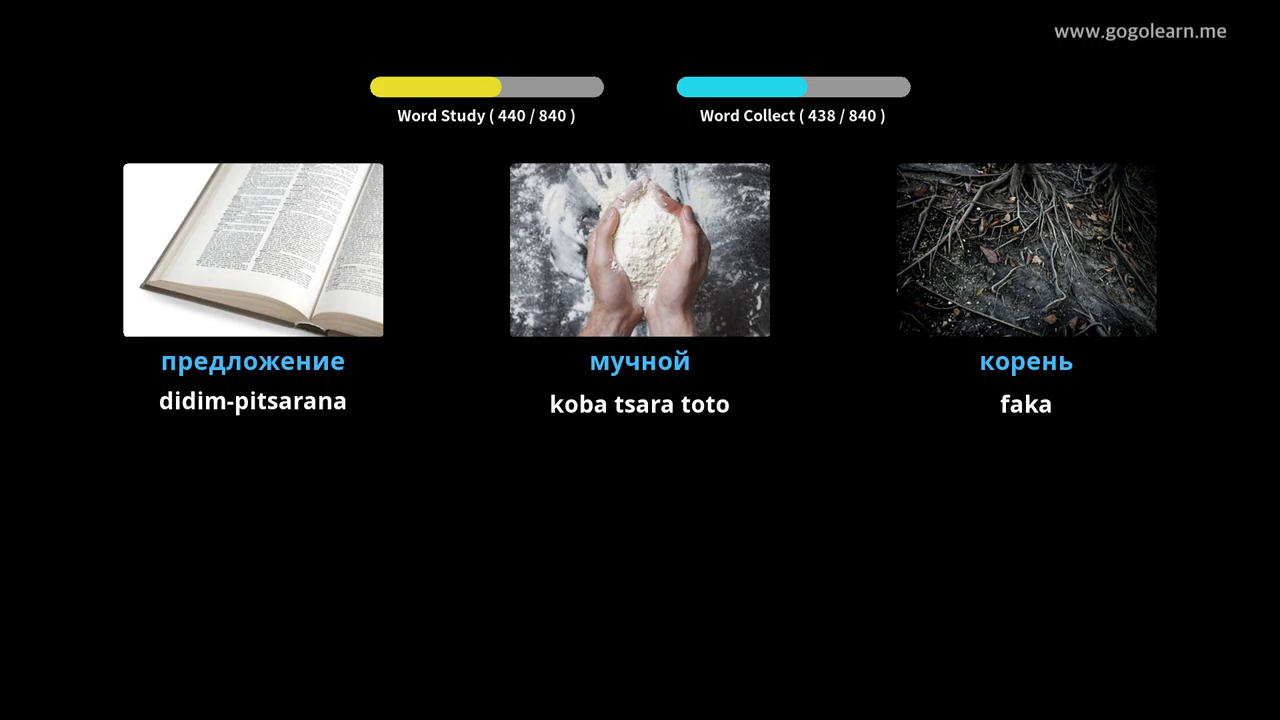 www.gogolearn.me
Word Study ( 440 / 840 )
Word Collect ( 438 / 840 )
предложение
мучной
корень
didim-pitsarana
koba tsara toto
faka